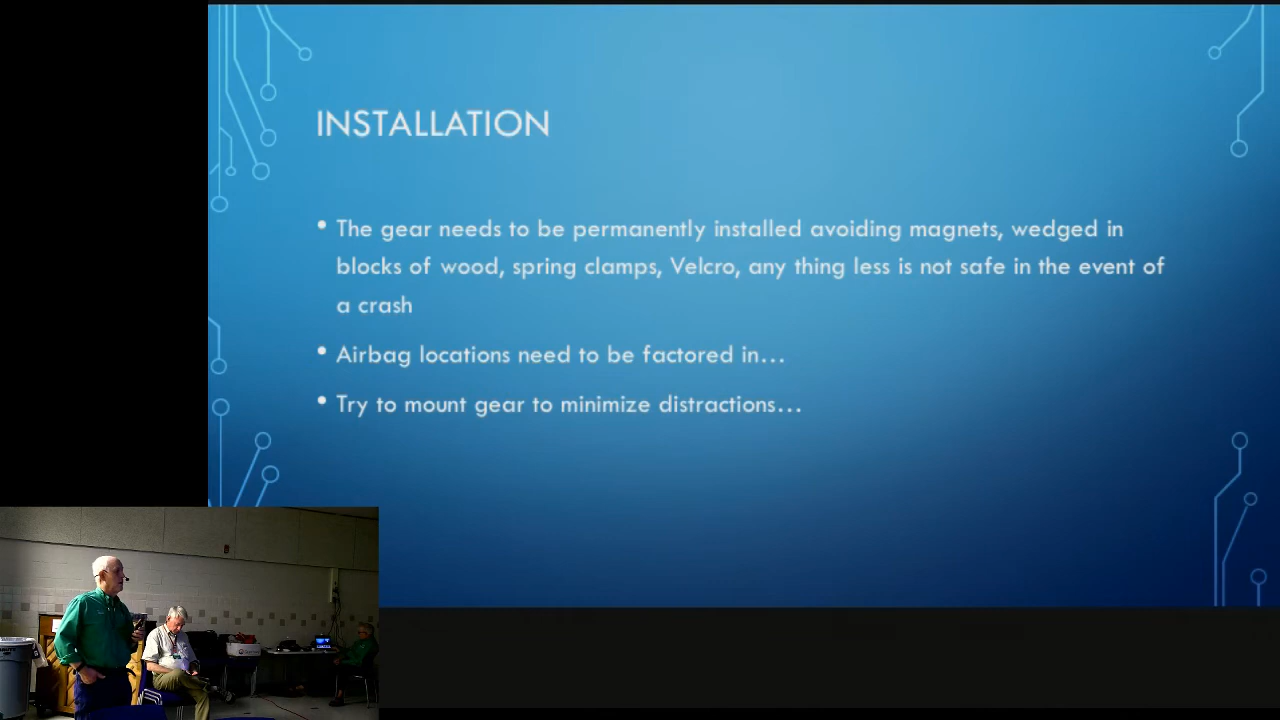 INSTALLATION
• The gear needs to be permanently installed avoiding magnets, wedged in
blocks of wood, spring clamps, Velcro, any thing less is not safe in the event of
a crash
• Airbag locations need to be factored in...
• Try to mount gear to minimize distractions...